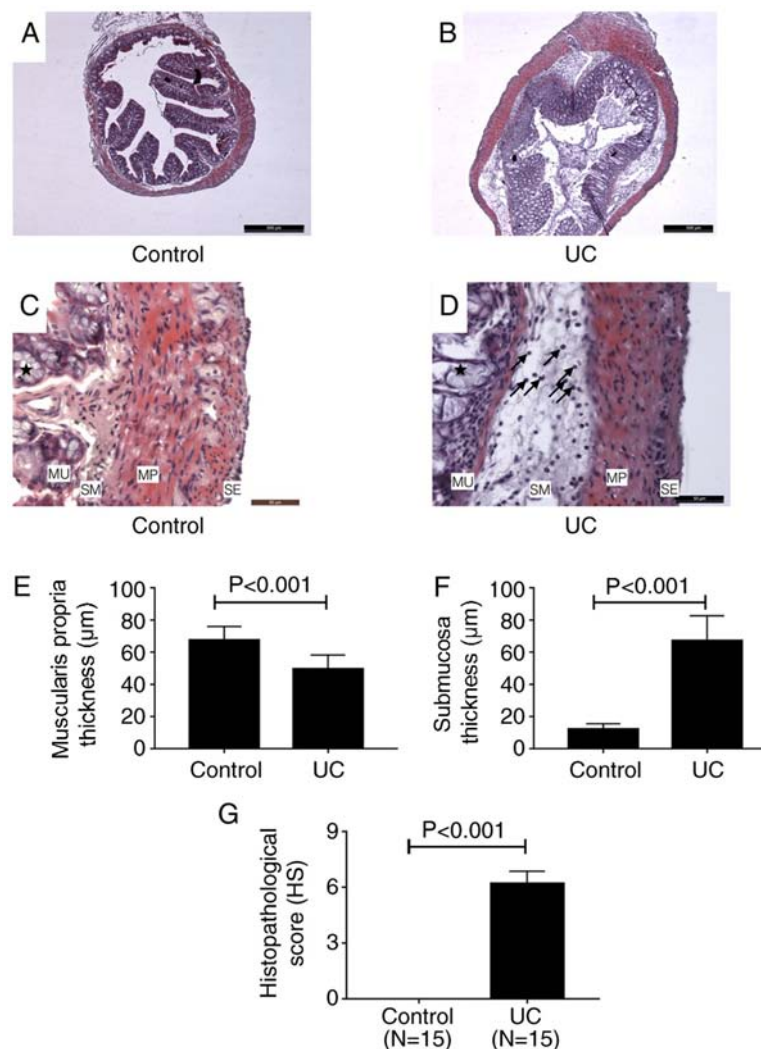 A
B
Control
UC
C
D
MU
SM
MP
SE
MU
SM
MP
SE
Control
UC
E
F
P<0.001
P<0.001
Muscularis propria
thickness (µm)
100
80
60
40
20
0
Control
UC
Submucosa
thickness (µm)
100
80
60
40
20
0
Control
UC
G
P<0.001
Histopathological
score (HS)
9
6
3
0
Control
(N=15)
UC
(N=15)